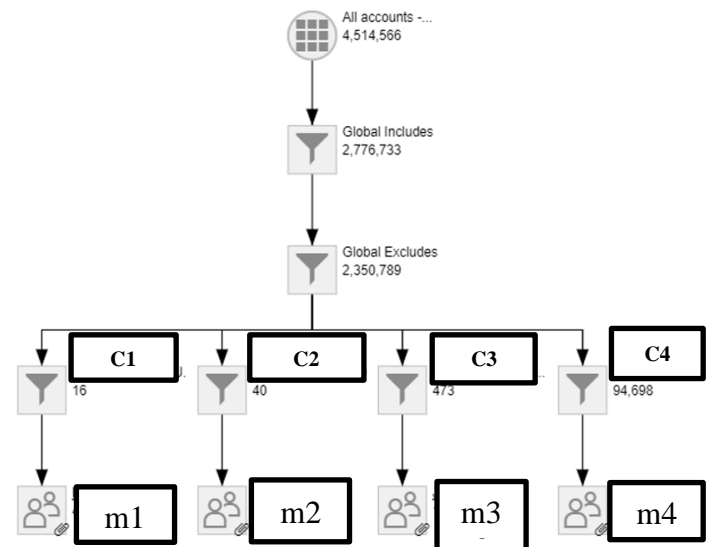 All accounts -...
4,514,566
Global Includes
2,776,733
Global Excludes
2,350,789
C1
16
C2
40
C3
473
C4
94,698
m1
m2
m3
m4